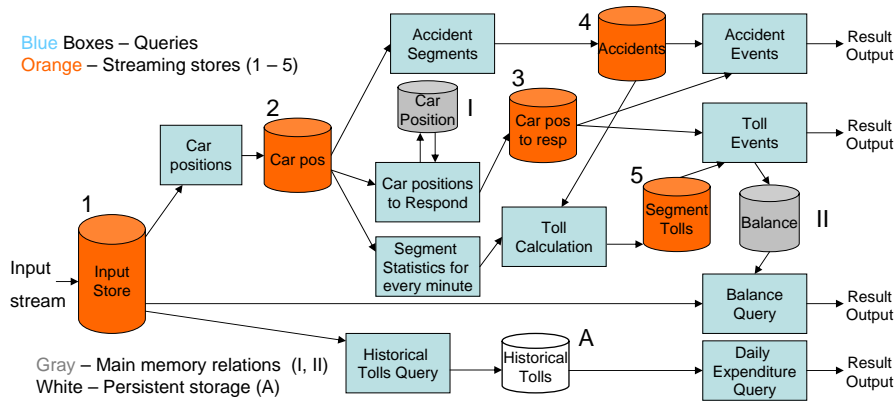 Blue Boxes – Queries
Orange – Streaming stores (1 – 5)
Accident
Segments
4
Accidents
Accident
Events
Result
Output
Car
Position
I
3
Car pos
to resp
2
Car
positions
Car pos
Car positions
to Respond
Toll
Events
Result
Output
1
Input
stream
Input
Store
Segment
Statistics for
every minute
Toll
Calculation
5
Segment
Tolls
Balance
II
Balance
Query
Result
Output
Gray – Main memory relations (I, II)
White – Persistent storage (A)
Historical
Tolls Query
A
Historical
Tolls
Daily
Expenditure
Query
Result
Output